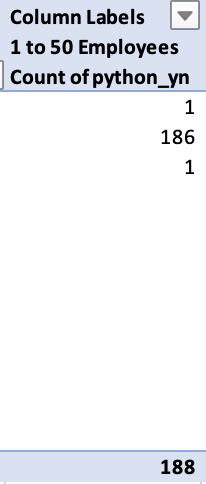 Column Labels
1 to 50 Employees
Count of python_yn
1
186
1
188